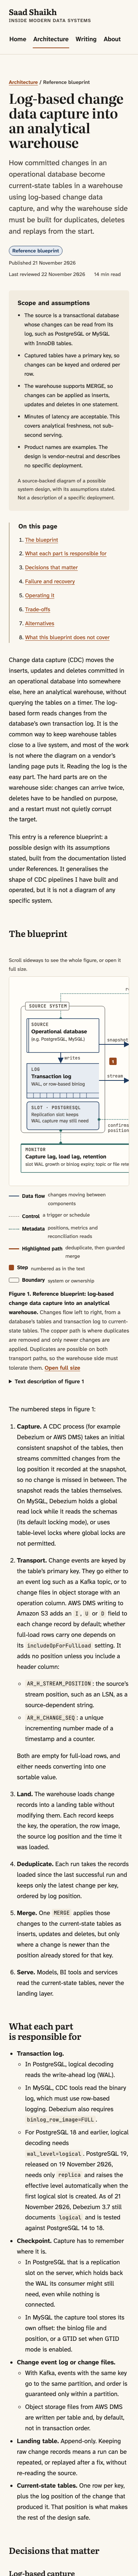 Saad Shaikh
INSIDE MODERN DATA SYSTEMS
Home Architecture Writing About
Architecture / Reference blueprint
Log-based change
data capture into
an analytical
warehouse
How committed changes in an
operational database become
current-state tables in a warehouse
using log-based change data
capture, and why the warehouse side
must be built for duplicates, deletes
and replays from the start.
Reference blueprint
Published 21 November 2026
Last reviewed 22 November 2026 14 min read
Scope and assumptions
The source is a transactional database
whose changes can be read from its
log, such as PostgreSQL or MySQL
with InnoDB tables.
Captured tables have a primary key, so
changes can be keyed and ordered per
row.
The warehouse supports MERGE, so
changes can be applied as inserts,
updates and deletes in one statement.
Minutes of latency are acceptable. This
covers analytical freshness, not sub-
second serving.
Product names are examples. The
design is vendor-neutral and describes
no specific deployment.
A source-backed diagram of a possible
system design, with its assumptions stated.
Not a description of a specific deployment.
On this page
1. The blueprint
2. What each part is responsible for
3. Decisions that matter
4. Failure and recovery
5. Operating it
6. Trade-offs
7. Alternatives
8. What this blueprint does not cover
Change data capture (CDC) moves the
inserts, updates and deletes committed in
an operational database into somewhere
else, here an analytical warehouse, without
querying the tables on a timer. The log-
based form reads changes from the
database's own transaction log. It is the
common way to keep warehouse tables
close to a live system, and most of the work
is not where the diagram on a vendor's
landing page puts it. Reading the log is the
easy part. The hard parts are on the
warehouse side: changes can arrive twice,
deletes have to be handled on purpose,
and a restart must not quietly corrupt
the target.
This entry is a reference blueprint: a
possible design with its assumptions
stated, built from the documentation listed
under References. It generalises the
shape of CDC pipelines I have built and
operated, but it is not a diagram of any
specific system.
The blueprint
Scroll sideways to see the whole figure, or open it
full size.
SOURCE SYSTEM
SOURCE
Operational database
(e.g. PostgreSQL, MySQL)
snapshot
writes
1
LOG
Transaction log
WAL, or row-based binlog
stream
SLOT · POSTGRESQL
Replication slot keeps
WAL capture may still need
confirmed
position
MONITOR
Capture lag, load lag, retention
Data flow changes moving between
components
Control a trigger or schedule
Metadata positions, metrics and
reconciliation reads
Highlighted path deduplicate, then guarded
merge
Step numbered as in the text
Boundary system or ownership
Figure 1. Reference blueprint: log-based
change data capture into an analytical
warehouse. Changes flow left to right, from a
database's transaction log to current-state
tables. The copper path is where duplicates
are removed and only newer changes are
applied. Duplicates are possible on both
transport paths, so the warehouse side must
tolerate them. Open full size
Text description of figure 1
The numbered steps in figure 1:
1. Capture. A CDC process (for example
Debezium or AWS DMS) takes an initial
consistent snapshot of the tables, then
streams committed changes from the
log position it recorded at the snapshot,
so no change is missed in between. The
snapshot reads the tables themselves.
On MySQL, Debezium holds a global
read lock while it reads the schemas
(its default locking mode), or uses
table-level locks where global locks are
not permitted.
2. Transport. Change events are keyed by
the table's primary key. They go either to
an event log such as a Kafka topic, or to
change files in object storage with an
operation column. AWS DMS writing to
Amazon S3 adds an I, U or D field to
each change record by default; whether
full-load rows carry one depends on
its includeOpForFullLoad setting. It
adds no position unless you include a
header column:
AR_H_STREAM_POSITION: the source's
stream position, such as an LSN, as a
source-dependent string.
AR_H_CHANGE_SEQ: a unique
incrementing number made of a
timestamp and a counter.
Both are empty for full-load rows, and
either needs converting into one
sortable value.
3. Land. The warehouse loads change
records into a landing table without
modifying them. Each record keeps
the key, the operation, the row image,
the source log position and the time it
was loaded.
4. Deduplicate. Each run takes the records
loaded since the last successful run and
keeps only the latest change per key,
ordered by log position.
5. Merge. One MERGE applies those
changes to the current-state tables as
inserts, updates and deletes, but only
where a change is newer than the
position already stored for that key.
6. Serve. Models, BI tools and services
read the current-state tables, never the
landing layer.
What each part
is responsible for
Transaction log.
In PostgreSQL, logical decoding
reads the write-ahead log (WAL).
In MySQL, CDC tools read the binary
log, which must use row-based
logging. Debezium also requires
binlog_row_image=FULL.
For PostgreSQL 18 and earlier, logical
decoding needs
wal_level=logical. PostgreSQL 19,
released on 19 November 2026,
needs only replica and raises the
effective level automatically when the
first logical slot is created. As of 21
November 2026, Debezium 3.7 still
documents logical and is tested
against PostgreSQL 14 to 18.
Checkpoint. Capture has to remember
where it is.
In PostgreSQL that is a replication
slot on the server, which holds back
the WAL its consumer might still
need, even while nothing is
connected.
In MySQL the capture tool stores its
own offset: the binlog file and
position, or a GTID set when GTID
mode is enabled.
Change event log or change files.
With Kafka, events with the same key
go to the same partition, and order is
guaranteed only within a partition.
Object storage files from AWS DMS
are written per table and, by default,
not in transaction order.
Landing table. Append-only. Keeping
raw change records means a run can be
repeated, or replayed after a fix, without
re-reading the source.
Current-state tables. One row per key,
plus the log position of the change that
produced it. That position is what makes
the rest of the design safe.
Decisions that matter
Log-based capture